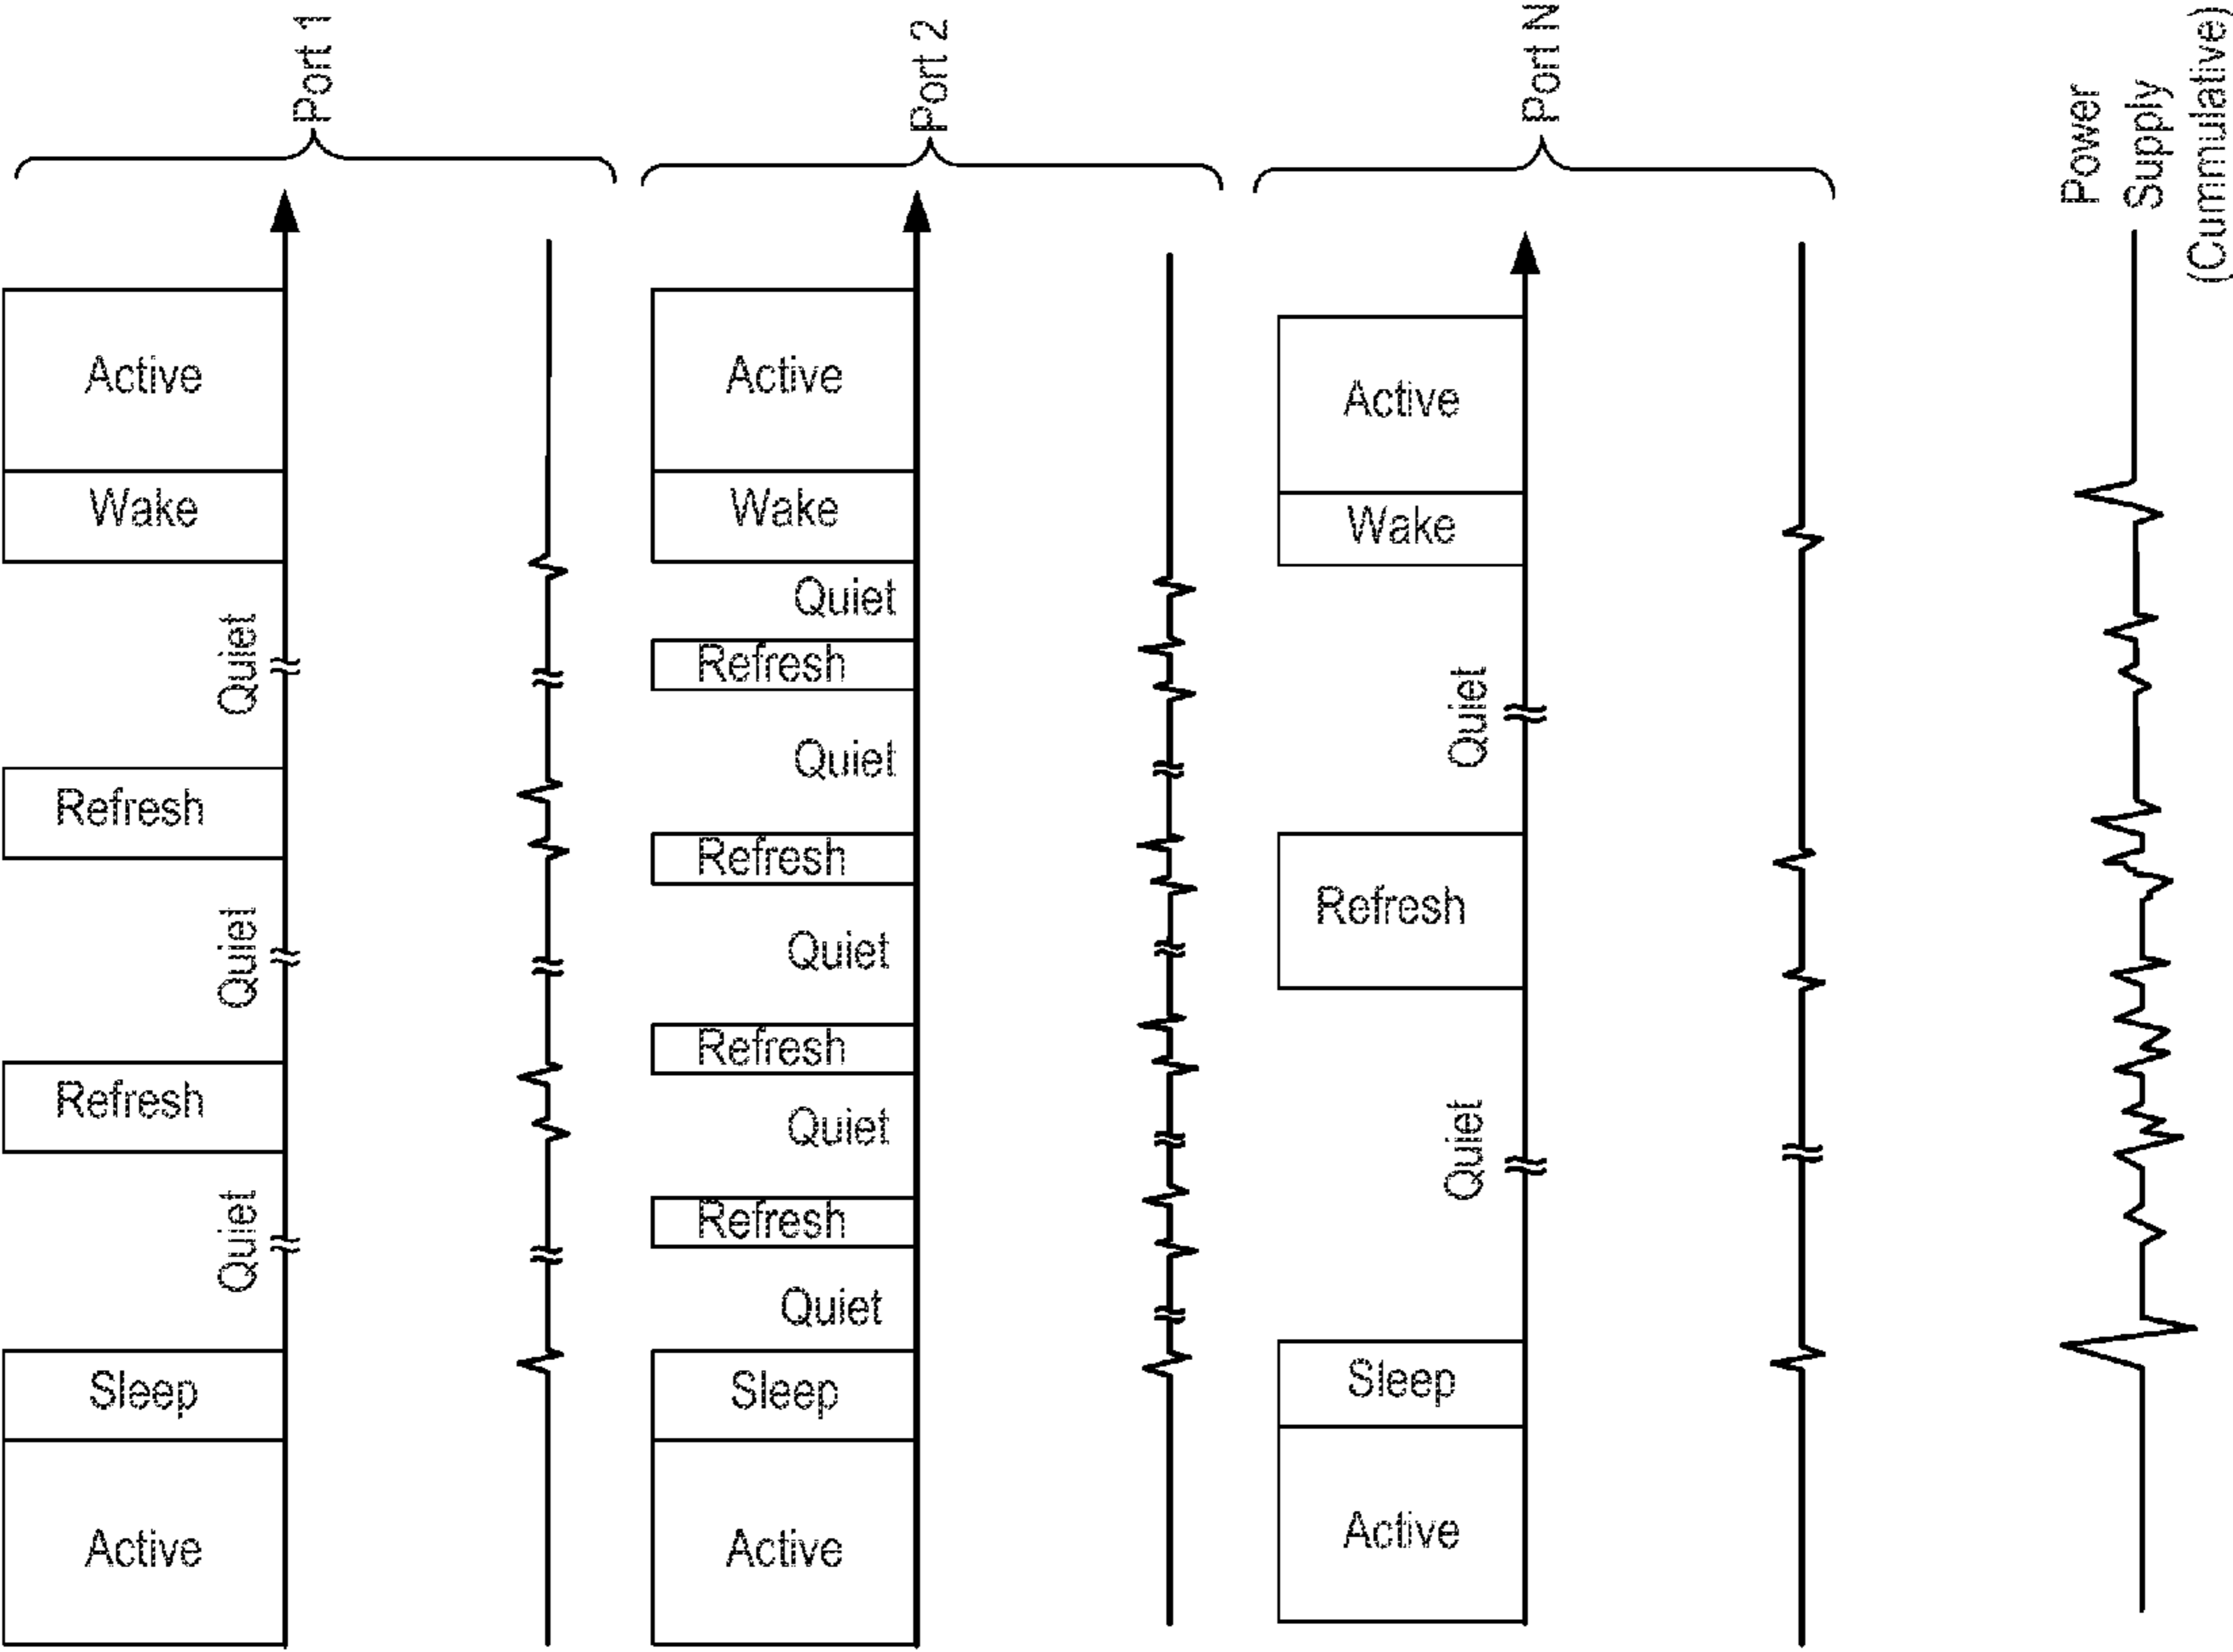 Port 1
Active
Sleep
Quiet
Refresh
Quiet
Refresh
Quiet
Wake
Active
Port 2
Active
Sleep
Quiet
Refresh
Quiet
Refresh
Quiet
Refresh
Quiet
Refresh
Quiet
Wake
Active
Port N
Active
Sleep
Quiet
Refresh
Quiet
Wake
Active
Power
Supply
(Cummulative)